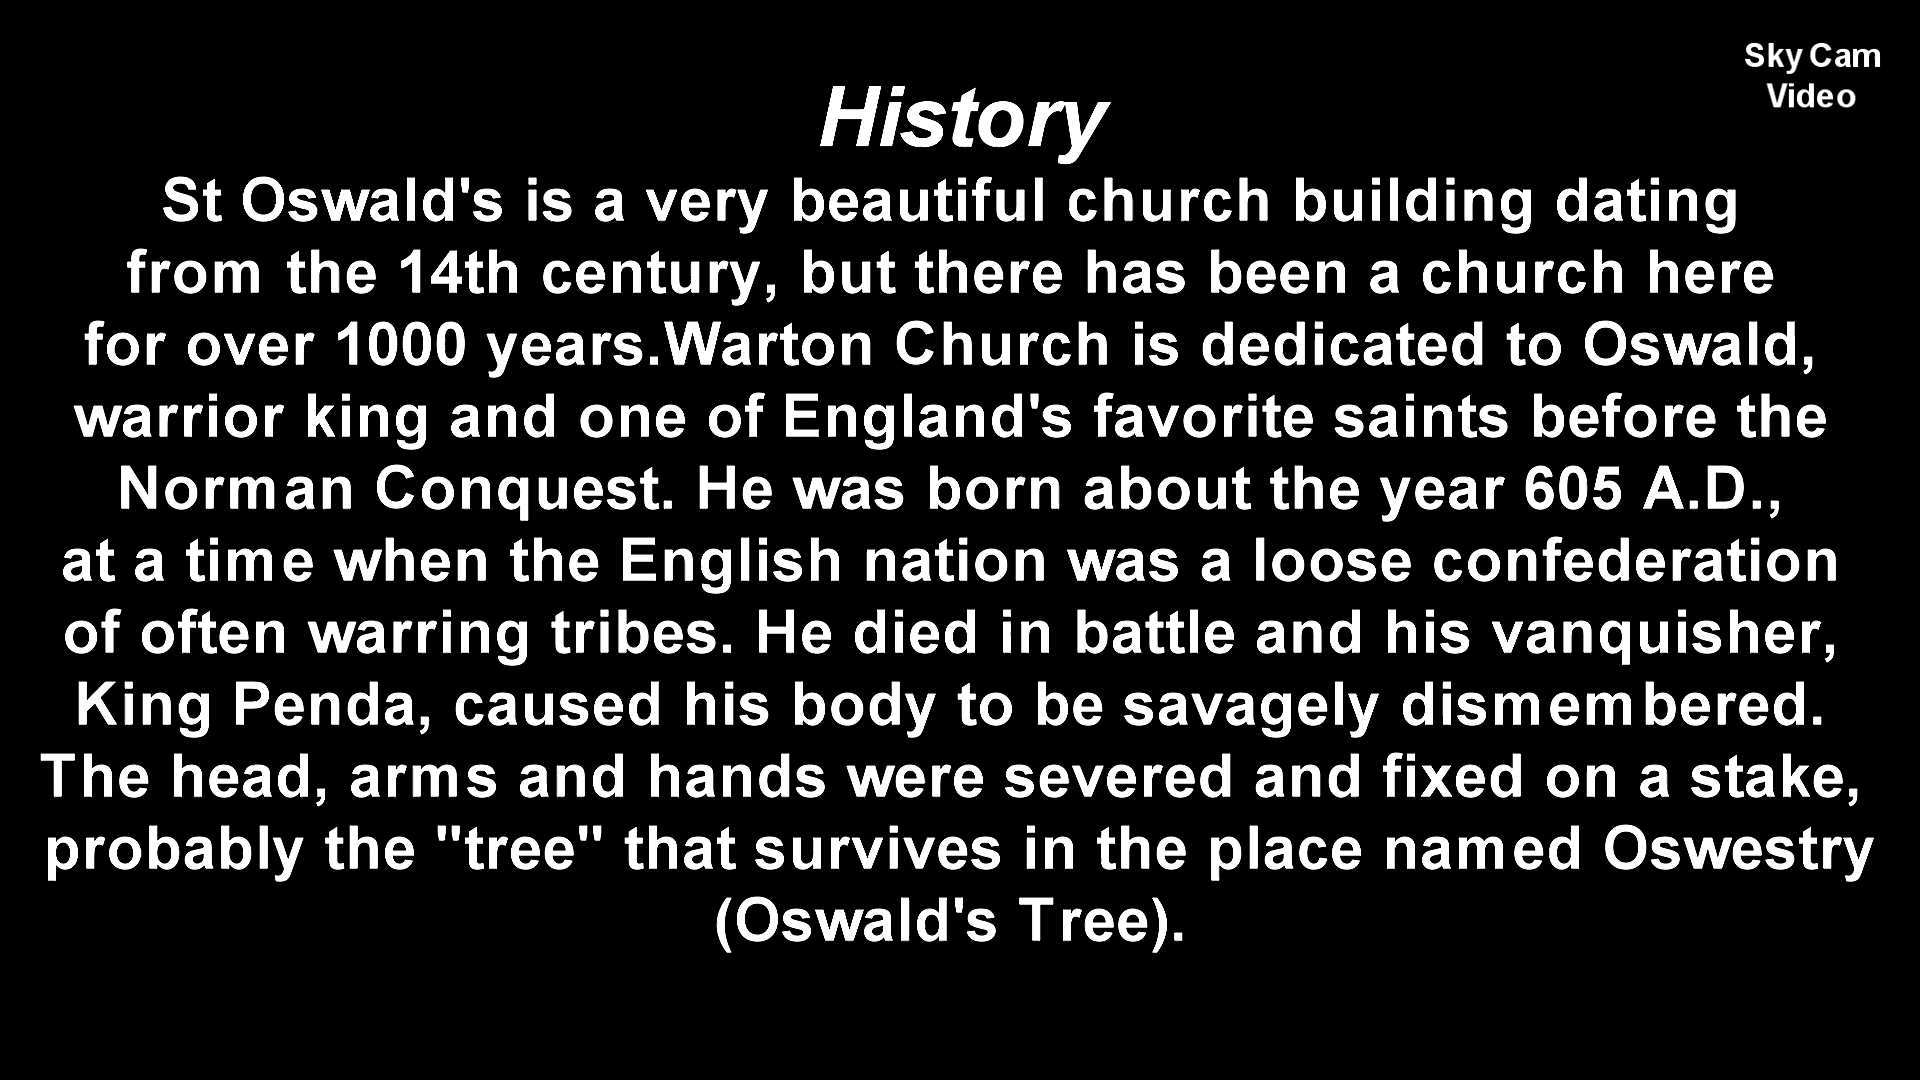 Sky Cam
Video
History
St Oswald's is a very beautiful church building dating
from the 14th century, but there has been a church here
for over 1000 years.Warton Church is dedicated to Oswald,
warrior king and one of England's favorite saints before the
Norman Conquest. He was born about the year 605 A.D.,
at a time when the English nation was a loose confederation
of often warring tribes. He died in battle and his vanquisher,
King Penda, caused his body to be savagely dismembered.
The head, arms and hands were severed and fixed on a stake,
probably the "tree" that survives in the place named Oswestry
(Oswald's Tree).